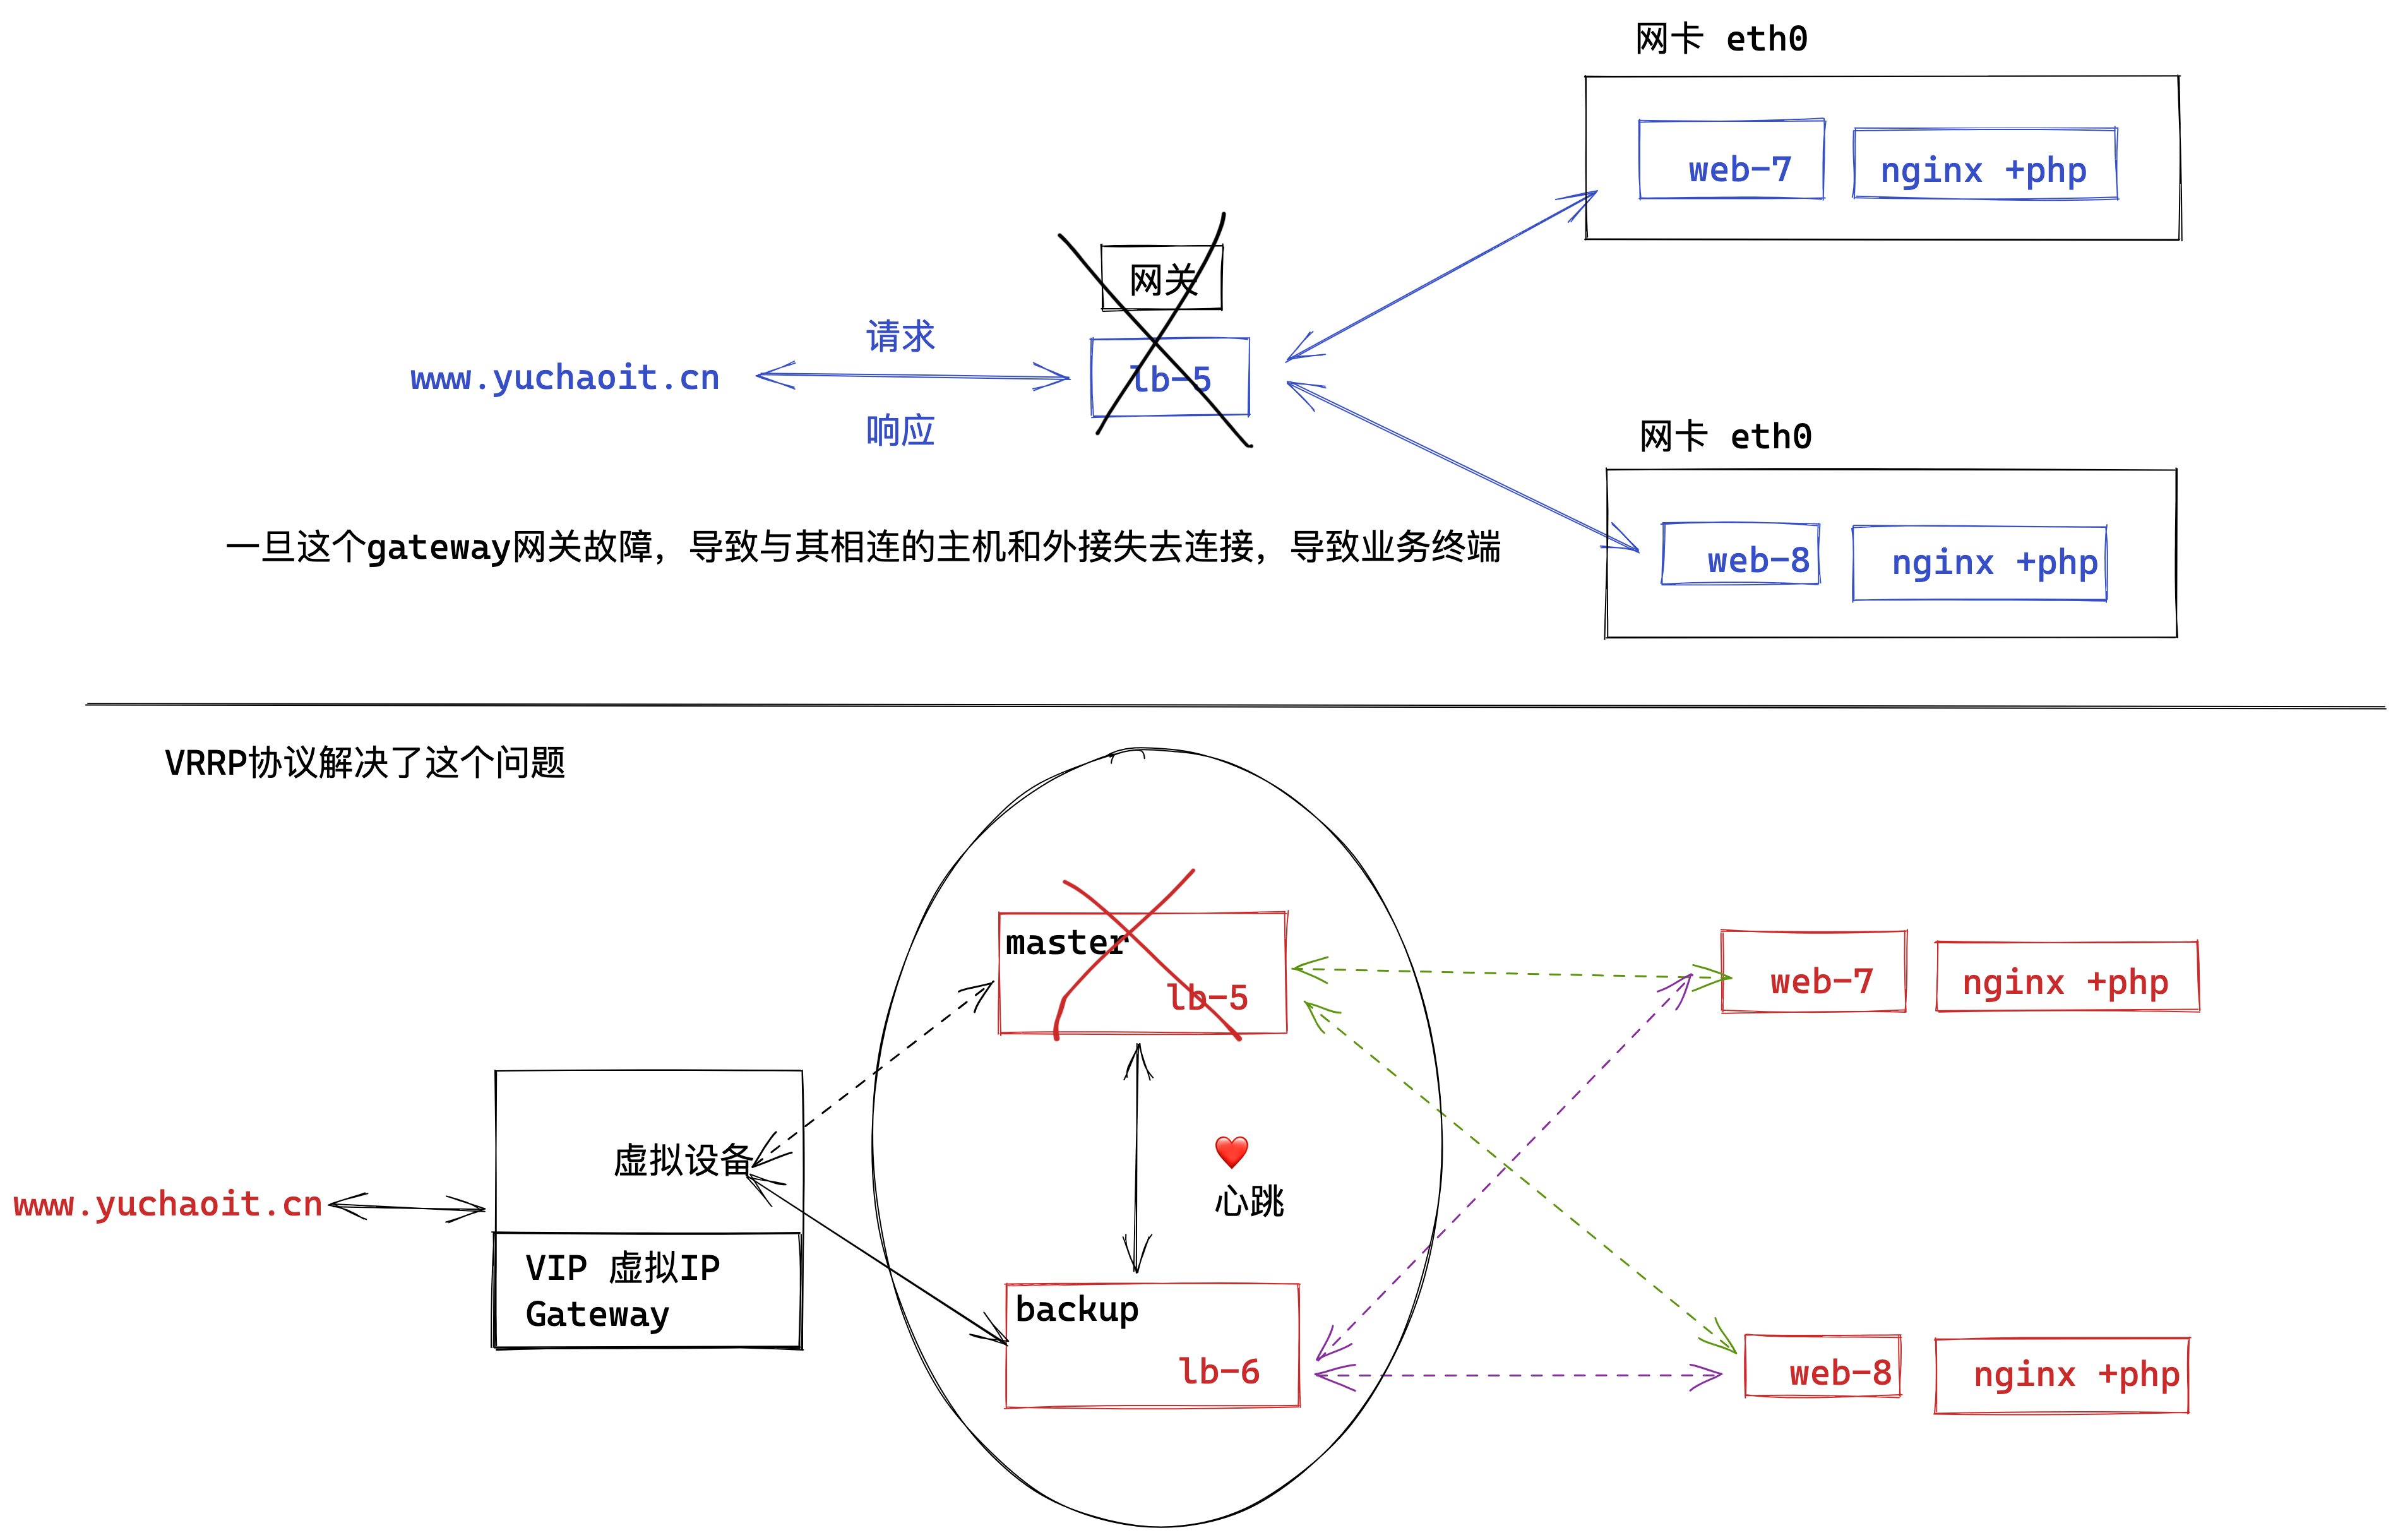 网卡 eth0
web-7
nginx +php
网关
请求
www.yuchaoit.cn
lb-5
响应
网卡 eth0
一旦这个gateway网关故障，导致与其相连的主机和外接失去连接，导致业务终端
web-8
nginx +php
VRRP协议解决了这个问题
master
lb-5
web-7
nginx +php
虚拟设备
❤️
心跳
www.yuchaoit.cn
VIP 虚拟IP
Gateway
backup
lb-6
web-8
nginx +php